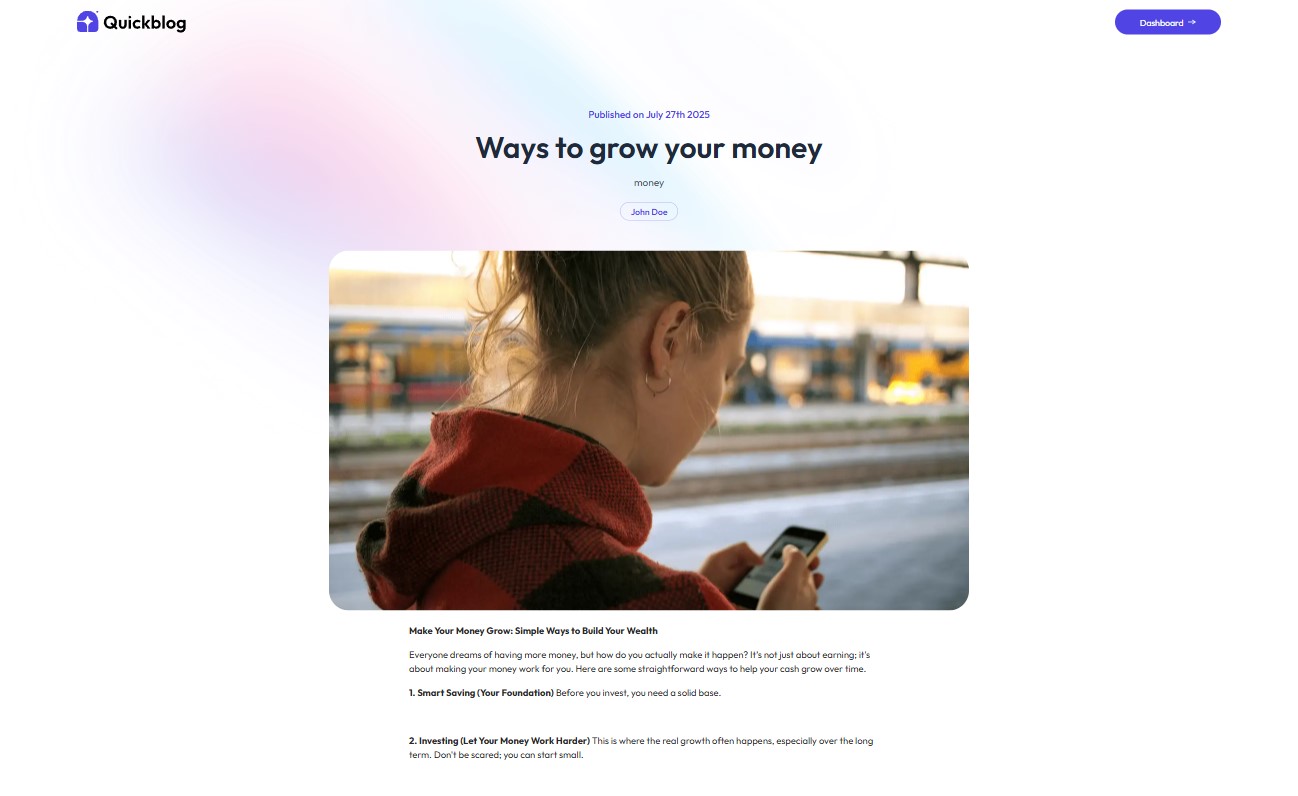 Quickblog
Dashboard →
Published on July 27th 2025
Ways to grow your money
money
John Doe
Make Your Money Grow: Simple Ways to Build Your Wealth
Everyone dreams of having more money, but how do you actually make it happen? It's not just about earning; it's
about making your money work for you. Here are some straightforward ways to help your cash grow over time.
1. Smart Saving (Your Foundation) Before you invest, you need a solid base.
2. Investing (Let Your Money Work Harder) This is where the real growth often happens, especially over the long
term. Don't be scared; you can start small.